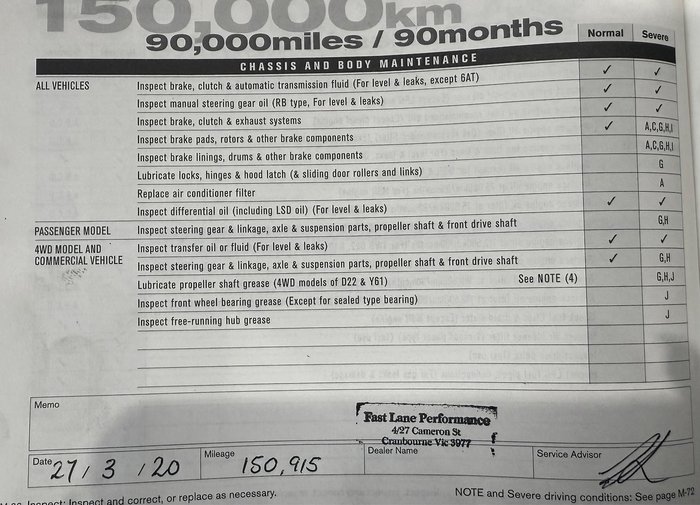 150,000km
90,000miles / 90months
Normal Severe
CHASSIS AND BODY MAINTENANCE
ALL VEHICLES Inspect brake, clutch & automatic transmission fluid (For level & leaks, except 6AT) ✓ ✓
Inspect manual steering gear oil (RB type, For level & leaks) ✓ ✓
Inspect brake, clutch & exhaust systems ✓ ✓
Inspect brake pads, rotors & other brake components ✓ A,C,G,H,I
Inspect brake linings, drums & other brake components A,C,G,H,I
Lubricate locks, hinges & hood latch (& sliding door rollers and links) G
Replace air conditioner filter A
Inspect differential oil (including LSD oil) (For level & leaks) ✓ ✓
PASSENGER MODEL Inspect steering gear & linkage, axle & suspension parts, propeller shaft & front drive shaft G,H
4WD MODEL AND Inspect transfer oil or fluid (For level & leaks) ✓ ✓
COMMERCIAL VEHICLE Inspect steering gear & linkage, axle & suspension parts, propeller shaft & front drive shaft ✓ G,H
Lubricate propeller shaft grease (4WD models of D22 & Y61) See NOTE (4) G,H,J
Inspect front wheel bearing grease (Except for sealed type bearing) J
Inspect free-running hub grease J
Memo
Fast Lane Performance
4/27 Cameron St
Cranbourne Vic 3977
Date 27 / 3 / 20 Mileage 150,915 Dealer Name Service Advisor
Inspect: Inspect and correct, or replace as necessary. NOTE and Severe driving conditions: See page M-72